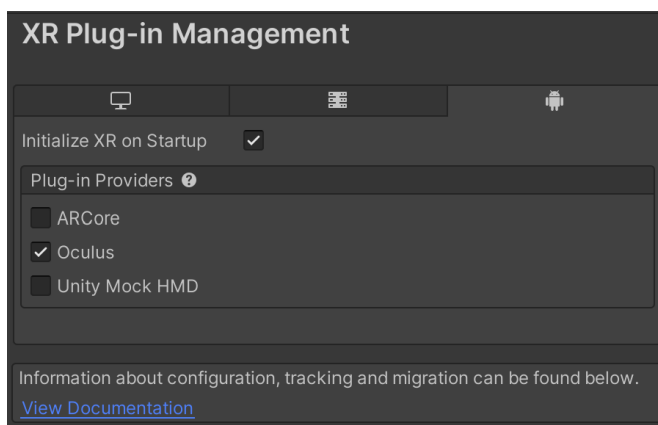 XR Plug-in Management
Initialize XR on Startup
Plug-in Providers ?
ARCore
Oculus
Unity Mock HMD
Information about configuration, tracking and migration can be found below.
View Documentation